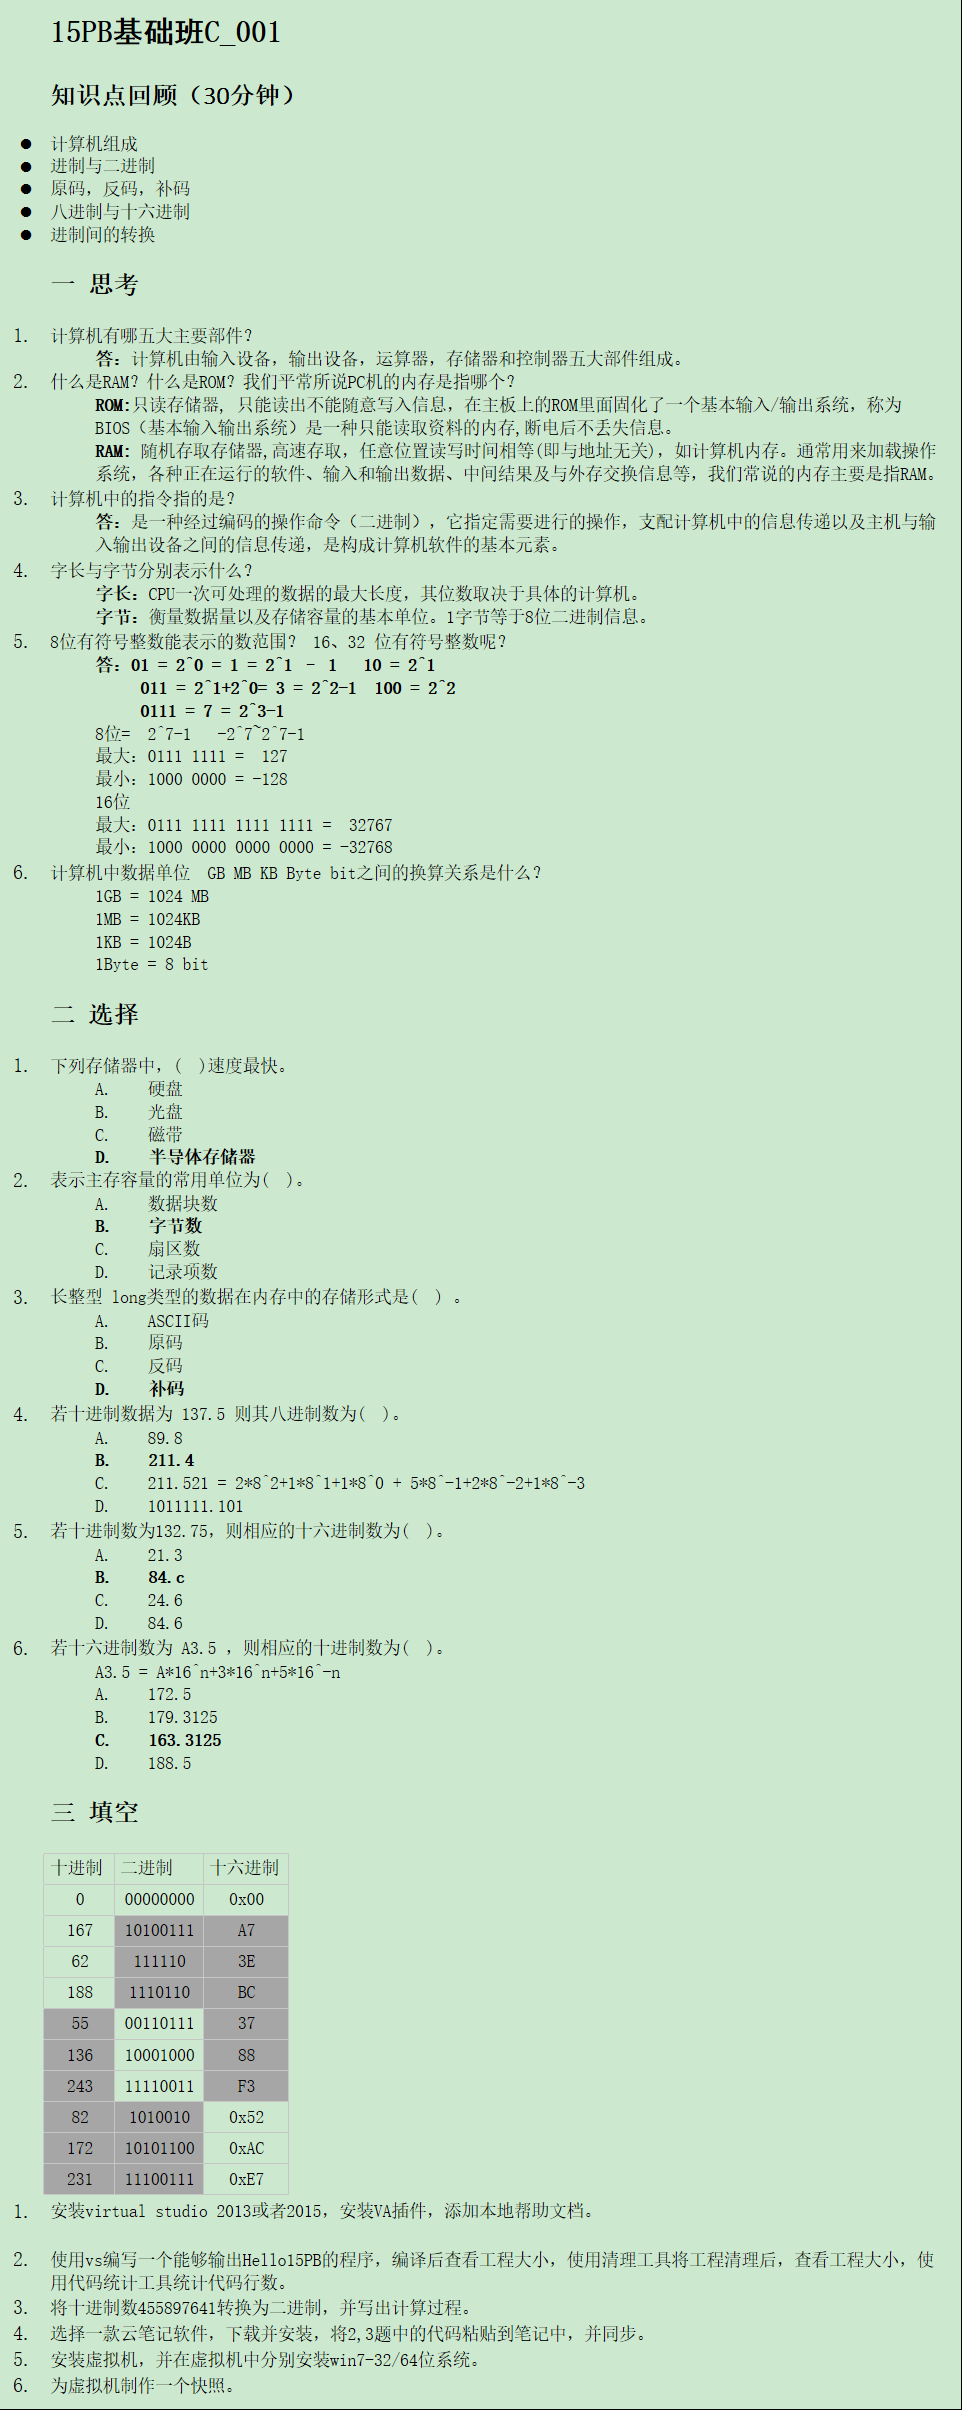 15PB基础班C_001
知识点回顾（30分钟）
● 计算机组成
● 进制与二进制
● 原码，反码，补码
● 八进制与十六进制
● 进制间的转换
一 思考
1. 计算机有哪五大主要部件？
答：计算机由输入设备，输出设备，运算器，存储器和控制器五大部件组成。
2. 什么是RAM？什么是ROM？我们平常所说PC机的内存是指哪个？
ROM:只读存储器, 只能读出不能随意写入信息，在主板上的ROM里面固化了一个基本输入/输出系统，称为
BIOS（基本输入输出系统）是一种只能读取资料的内存,断电后不丢失信息。
RAM: 随机存取存储器,高速存取，任意位置读写时间相等(即与地址无关)，如计算机内存。通常用来加载操作
系统，各种正在运行的软件、输入和输出数据、中间结果及与外存交换信息等，我们常说的内存主要是指RAM。
3. 计算机中的指令指的是？
答：是一种经过编码的操作命令（二进制），它指定需要进行的操作，支配计算机中的信息传递以及主机与输
入输出设备之间的信息传递，是构成计算机软件的基本元素。
4. 字长与字节分别表示什么？
字长：CPU一次可处理的数据的最大长度，其位数取决于具体的计算机。
字节：衡量数据量以及存储容量的基本单位。1字节等于8位二进制信息。
5. 8位有符号整数能表示的数范围？ 16、32 位有符号整数呢？
答：01 = 2^0 = 1 = 2^1 - 1   10 = 2^1
011 = 2^1+2^0= 3 = 2^2-1  100 = 2^2
0111 = 7 = 2^3-1
8位=  2^7-1   -2^7~2^7-1
最大：0111 1111 =  127
最小：1000 0000 = -128
16位
最大：0111 1111 1111 1111 =  32767
最小：1000 0000 0000 0000 = -32768
6. 计算机中数据单位  GB MB KB Byte bit之间的换算关系是什么？
1GB = 1024 MB
1MB = 1024KB
1KB = 1024B
1Byte = 8 bit
二 选择
1. 下列存储器中，(  )速度最快。
A. 硬盘
B. 光盘
C. 磁带
D. 半导体存储器
2. 表示主存容量的常用单位为(  )。
A. 数据块数
B. 字节数
C. 扇区数
D. 记录项数
3. 长整型 long类型的数据在内存中的存储形式是(  ) 。
A. ASCII码
B. 原码
C. 反码
D. 补码
4. 若十进制数据为 137.5 则其八进制数为(  )。
A. 89.8
B. 211.4
C. 211.521 = 2*8^2+1*8^1+1*8^0 + 5*8^-1+2*8^-2+1*8^-3
D. 1011111.101
5. 若十进制数为132.75，则相应的十六进制数为(  )。
A. 21.3
B. 84.c
C. 24.6
D. 84.6
6. 若十六进制数为 A3.5 ，则相应的十进制数为(  )。
A3.5 = A*16^n+3*16^n+5*16^-n
A. 172.5
B. 179.3125
C. 163.3125
D. 188.5
三 填空
十进制 二进制 十六进制
0 00000000 0x00
167 10100111 A7
62 111110 3E
188 1110110 BC
55 00110111 37
136 10001000 88
243 11110011 F3
82 1010010 0x52
172 10101100 0xAC
231 11100111 0xE7
1. 安装virtual studio 2013或者2015，安装VA插件，添加本地帮助文档。
2. 使用vs编写一个能够输出Hello15PB的程序，编译后查看工程大小，使用清理工具将工程清理后，查看工程大小，使
用代码统计工具统计代码行数。
3. 将十进制数455897641转换为二进制，并写出计算过程。
4. 选择一款云笔记软件，下载并安装，将2,3题中的代码粘贴到笔记中，并同步。
5. 安装虚拟机，并在虚拟机中分别安装win7-32/64位系统。
6. 为虚拟机制作一个快照。